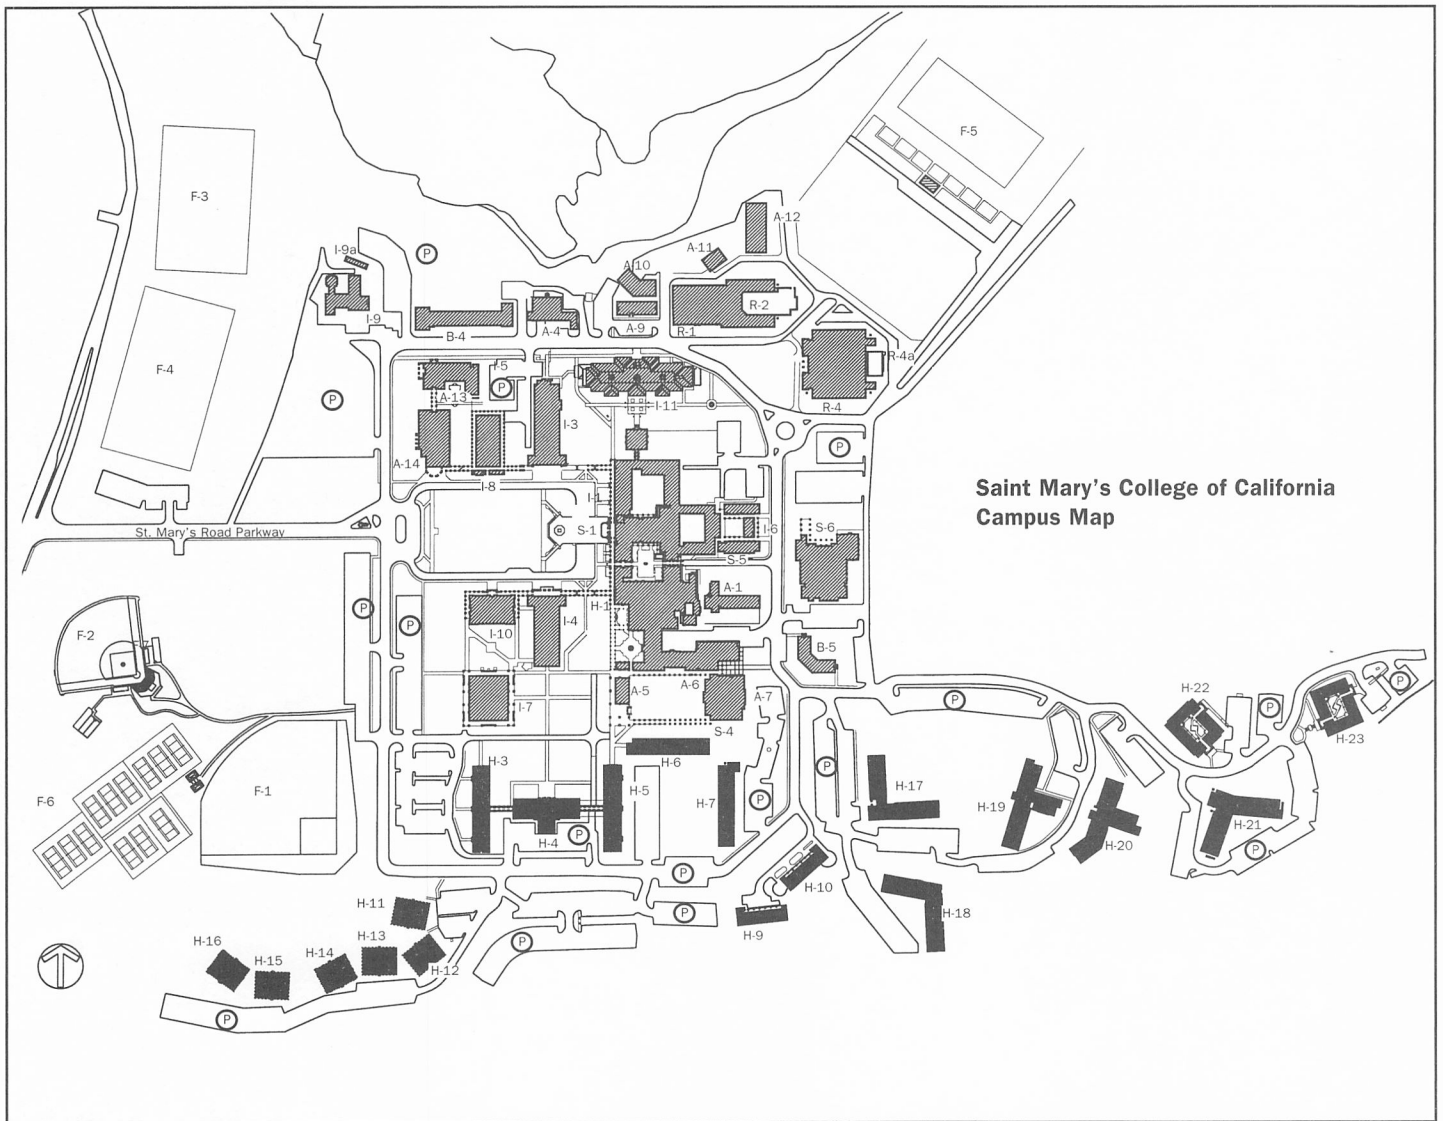 F-5
F-3
A-12
I-9a
P
A-11
A-10
R-2
I-9
B-4
A-4
A-9
R-1
R-4a
I-5
F-4
P
A-13
P
I-11
R-4
I-3
P
A-14
I-8
I-1
Saint Mary's College of California
Campus Map
St. Mary's Road Parkway
S-1
I-6
S-6
S-5
A-1
P
H-1
P
F-2
I-10
I-4
B-5
A-6
P
H-22
P
A-5
A-7
I-7
P
S-4
H-23
H-3
H-6
P
H-17
H-5
F-6
F-1
H-7
P
H-19
H-21
H-4
P
H-20
P
P
H-10
H-11
P
H-18
H-9
H-16
H-13
P
H-14
H-15
H-12
P